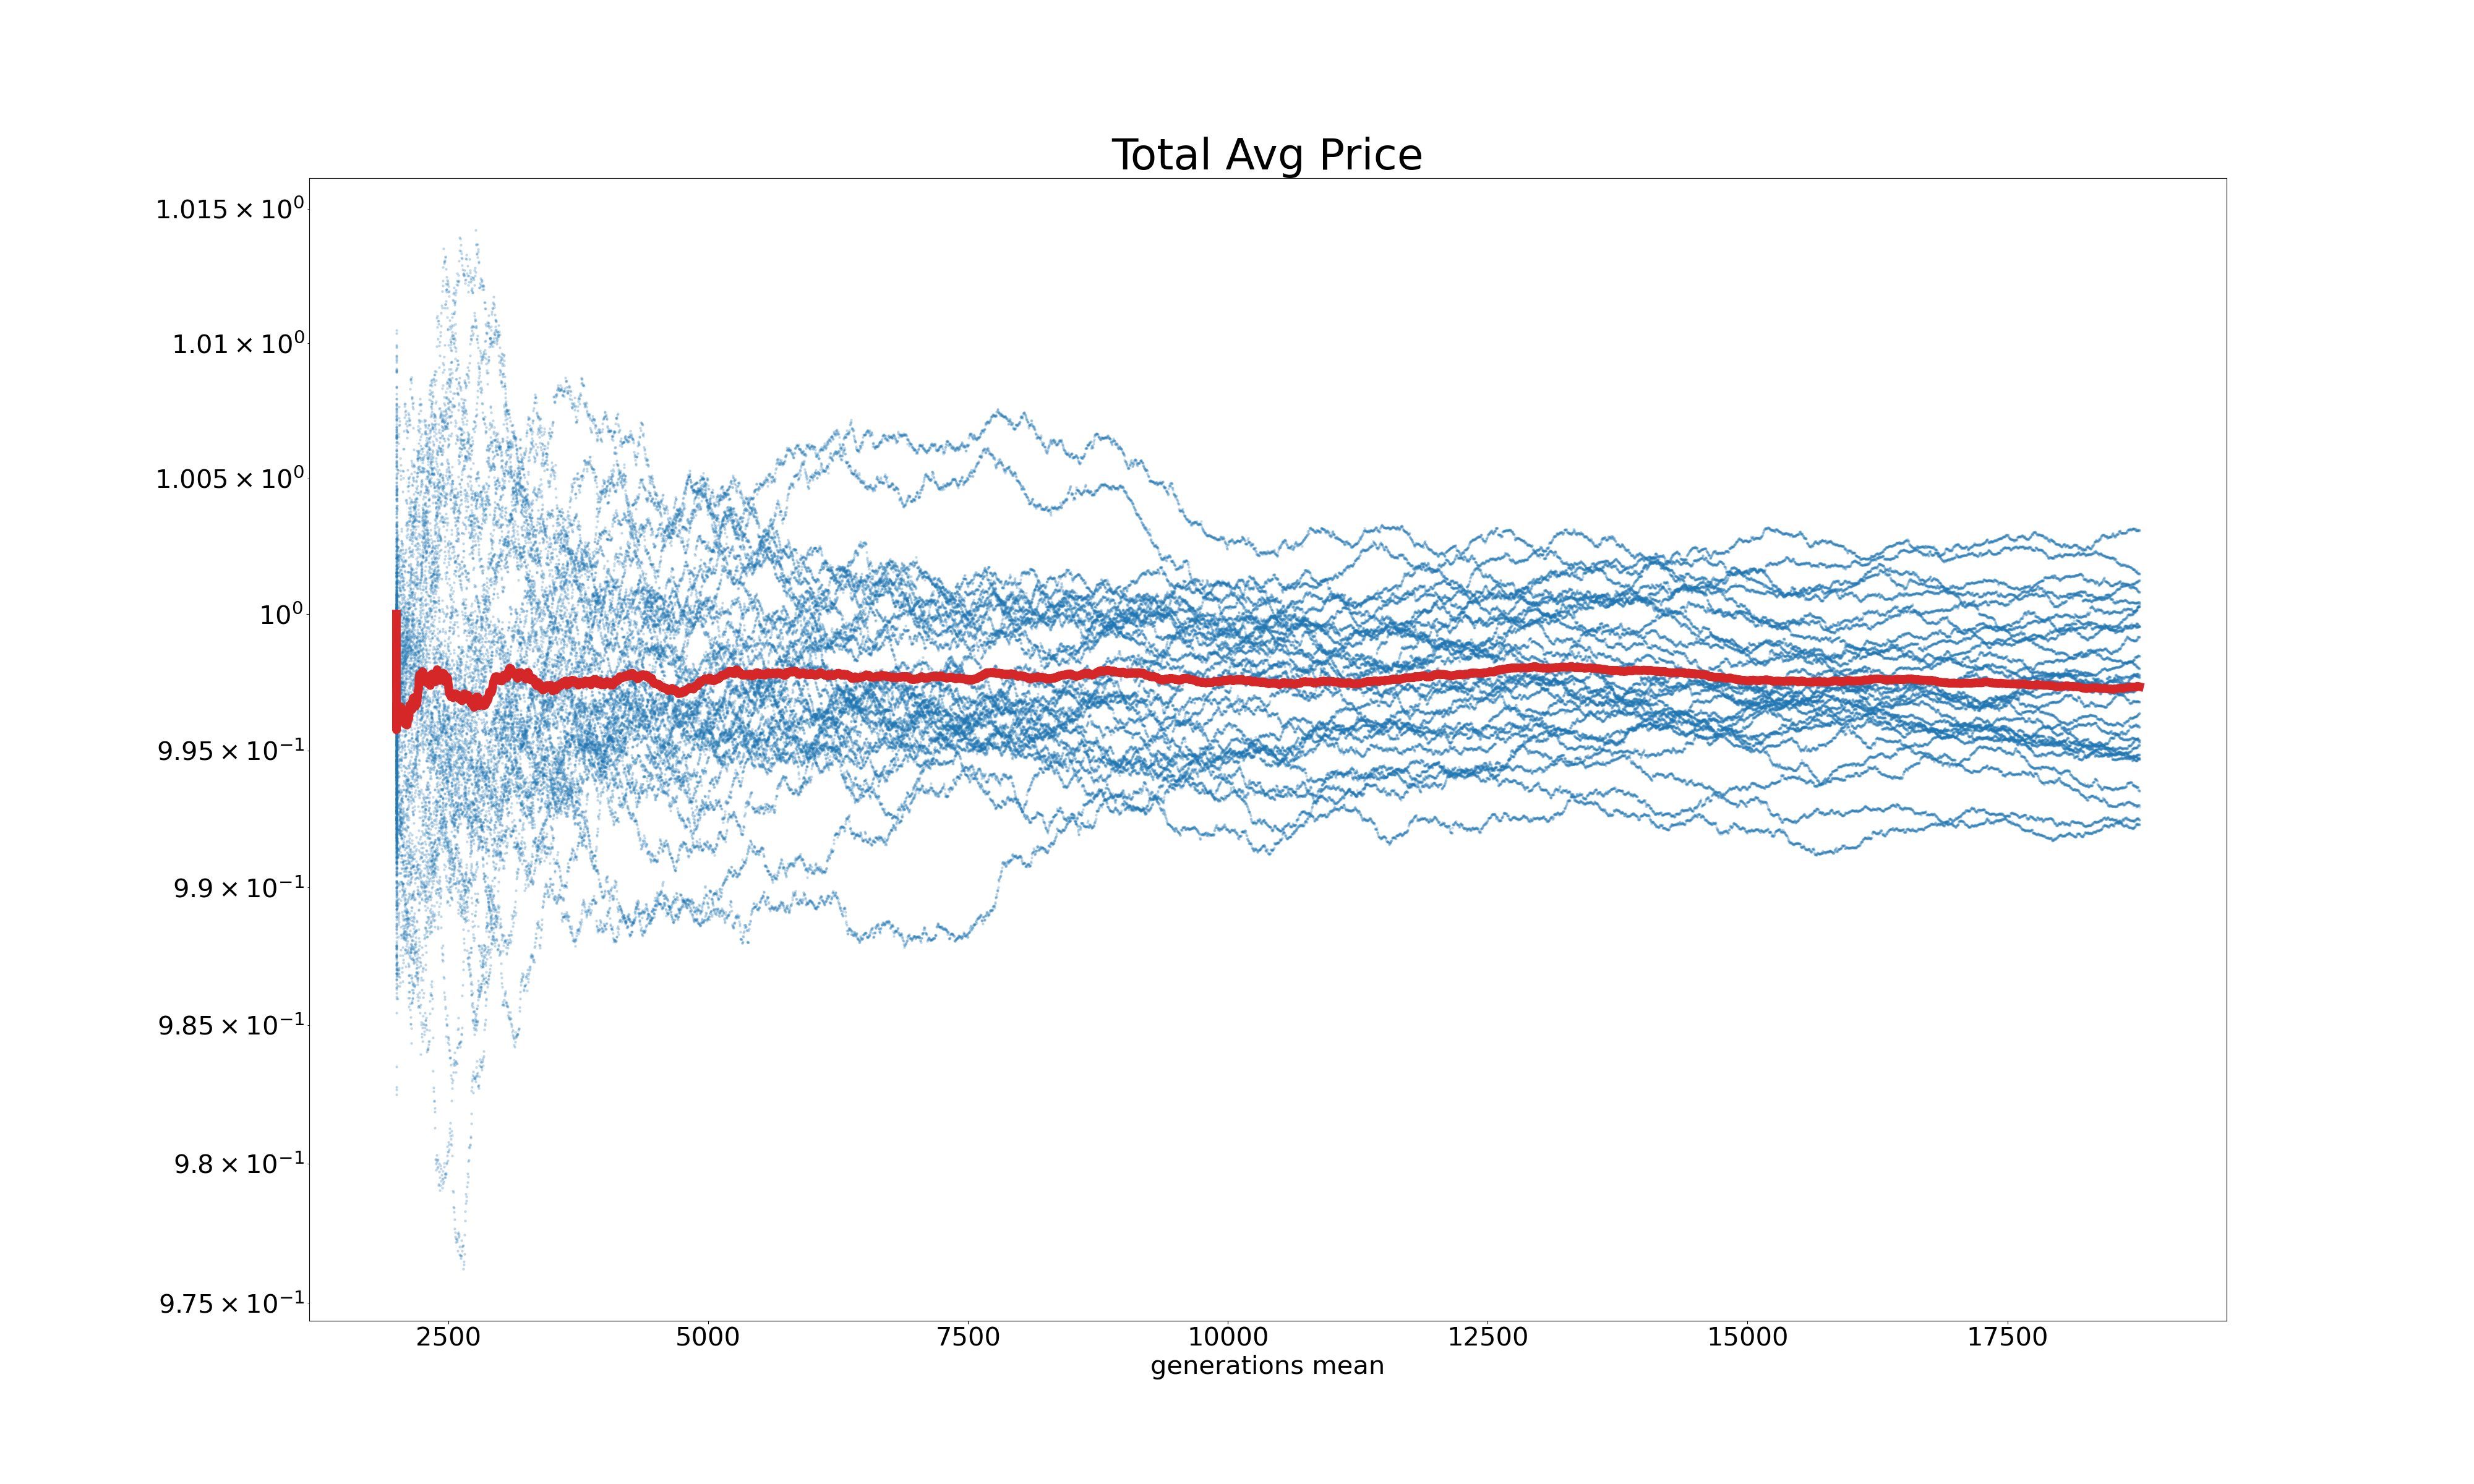 Total Avg Price
1.015 × 10⁰
1.01 × 10⁰
1.005 × 10⁰
10⁰
9.95 × 10⁻¹
9.9 × 10⁻¹
9.85 × 10⁻¹
9.8 × 10⁻¹
9.75 × 10⁻¹
2500 5000 7500 10000 12500 15000 17500
generations mean